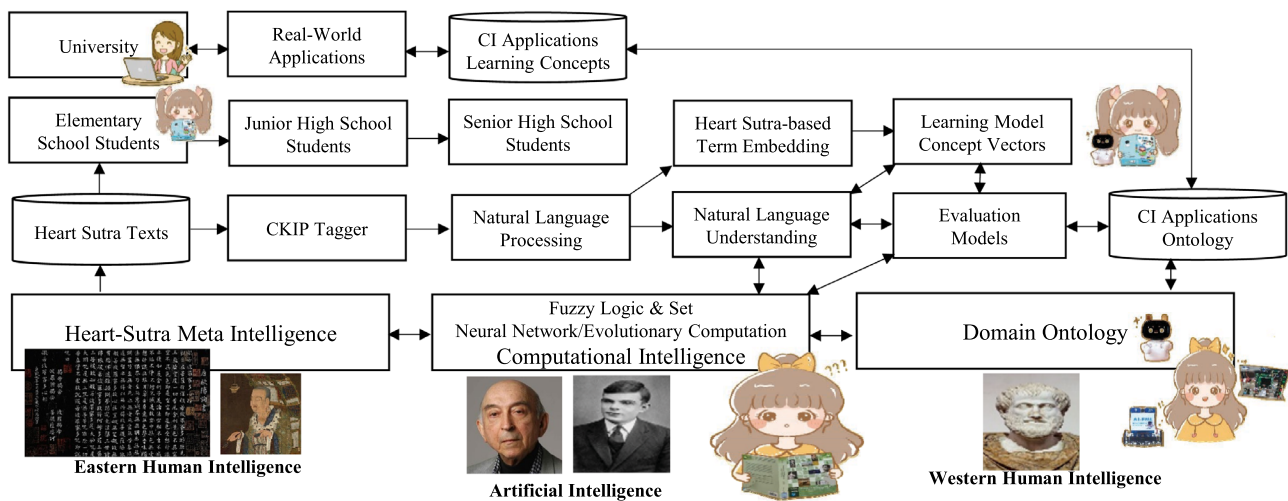 University
Real-World
Applications
CI Applications
Learning Concepts
Elementary
School Students
Junior High School
Students
Senior High School
Students
Heart Sutra-based
Term Embedding
Learning Model
Concept Vectors
Heart Sutra Texts
CKIP Tagger
Natural Language
Processing
Natural Language
Understanding
Evaluation
Models
CI Applications
Ontology
Heart-Sutra Meta Intelligence
Fuzzy Logic & Set
Neural Network/Evolutionary Computation
Computational Intelligence
Domain Ontology
???
Eastern Human Intelligence
Artificial Intelligence
Western Human Intelligence